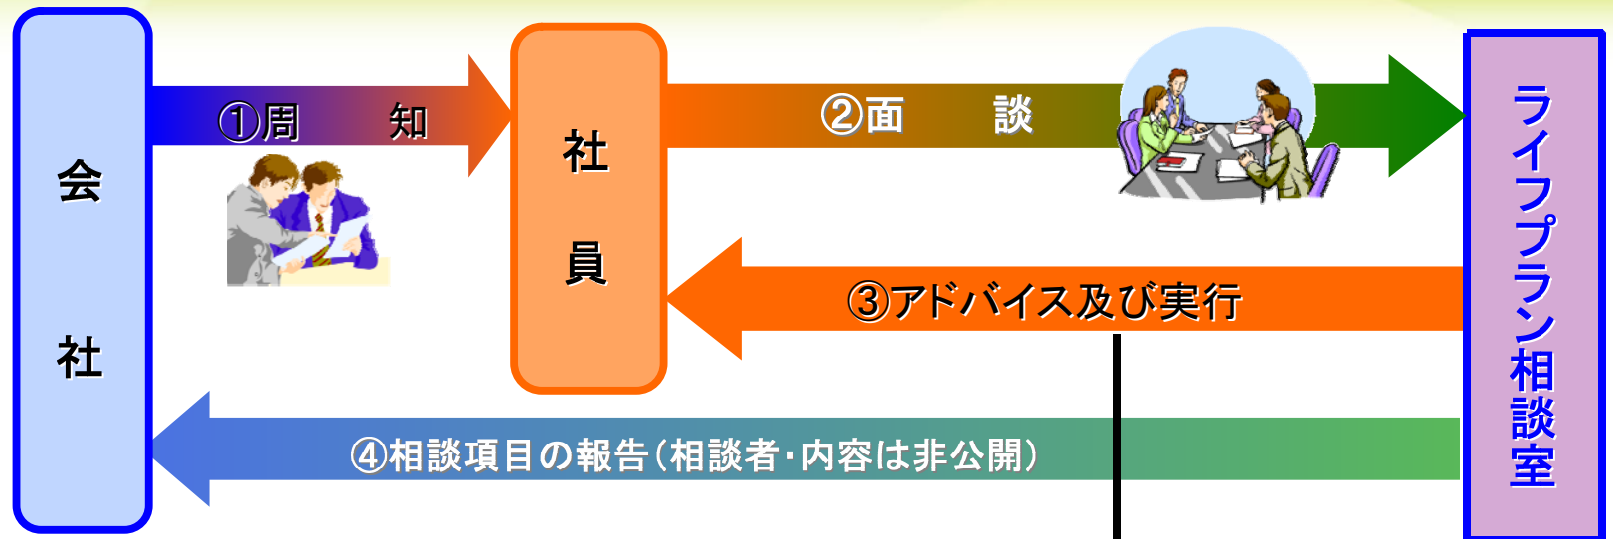 会社
①周知
社員
②面談
ライフプラン相談室
③アドバイス及び実行
④相談項目の報告(相談者・内容は非公開)